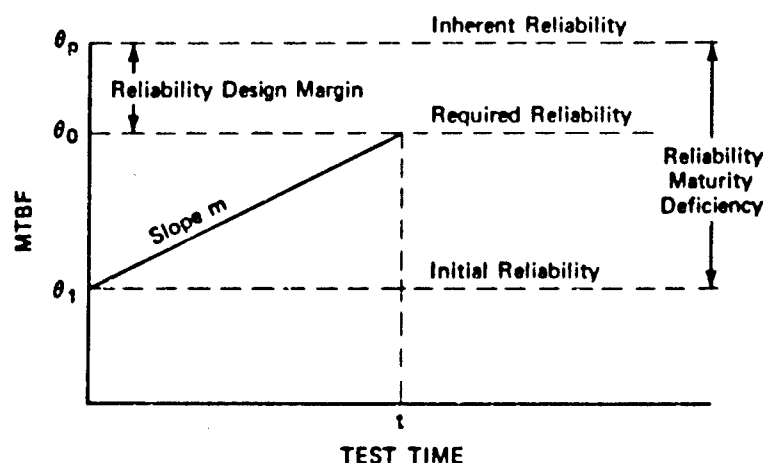 θp
Inherent Reliability
Reliability Design Margin
θ0
Required Reliability
Reliability
Maturity
Deficiency
MTBF
Slope m
θ1
Initial Reliability
t
TEST TIME